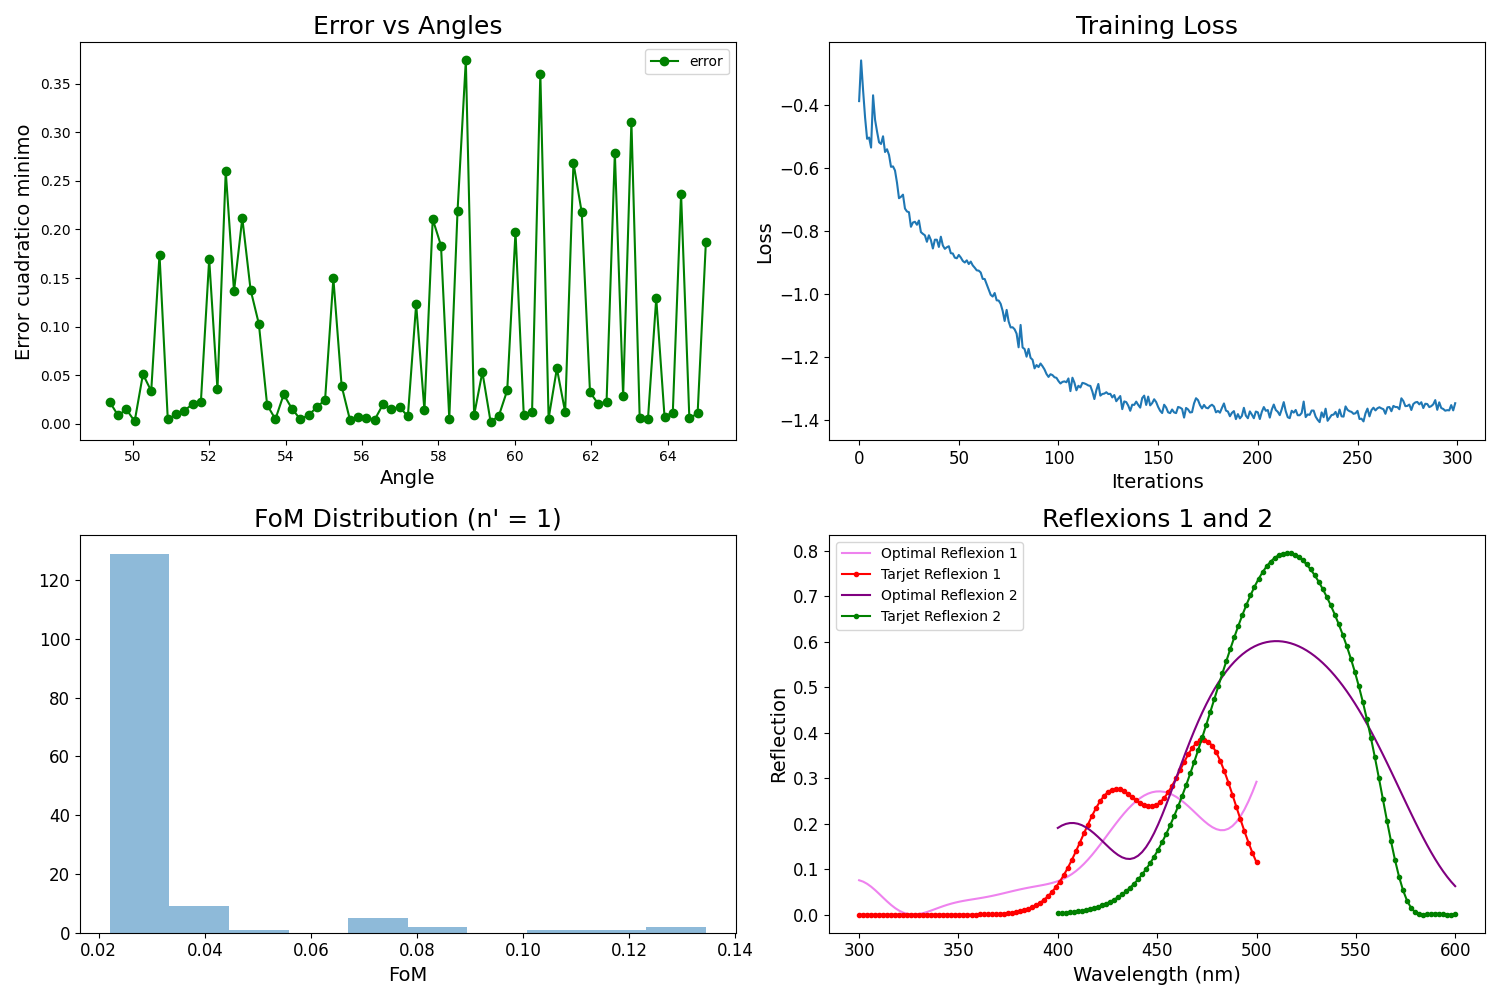 Error vs Angles
error
Error cuadratico minimo
0.35
0.30
0.25
0.20
0.15
0.10
0.05
0.00
50 52 54 56 58 60 62 64
Angle
Training Loss
Loss
−0.4
−0.6
−0.8
−1.0
−1.2
−1.4
0 50 100 150 200 250 300
Iterations
FoM Distribution (n' = 1)
120
100
80
60
40
20
0
0.02 0.04 0.06 0.08 0.10 0.12 0.14
FoM
Reflexions 1 and 2
Optimal Reflexion 1
Tarjet Reflexion 1
Optimal Reflexion 2
Tarjet Reflexion 2
Reflection
0.8
0.7
0.6
0.5
0.4
0.3
0.2
0.1
0.0
300 350 400 450 500 550 600
Wavelength (nm)